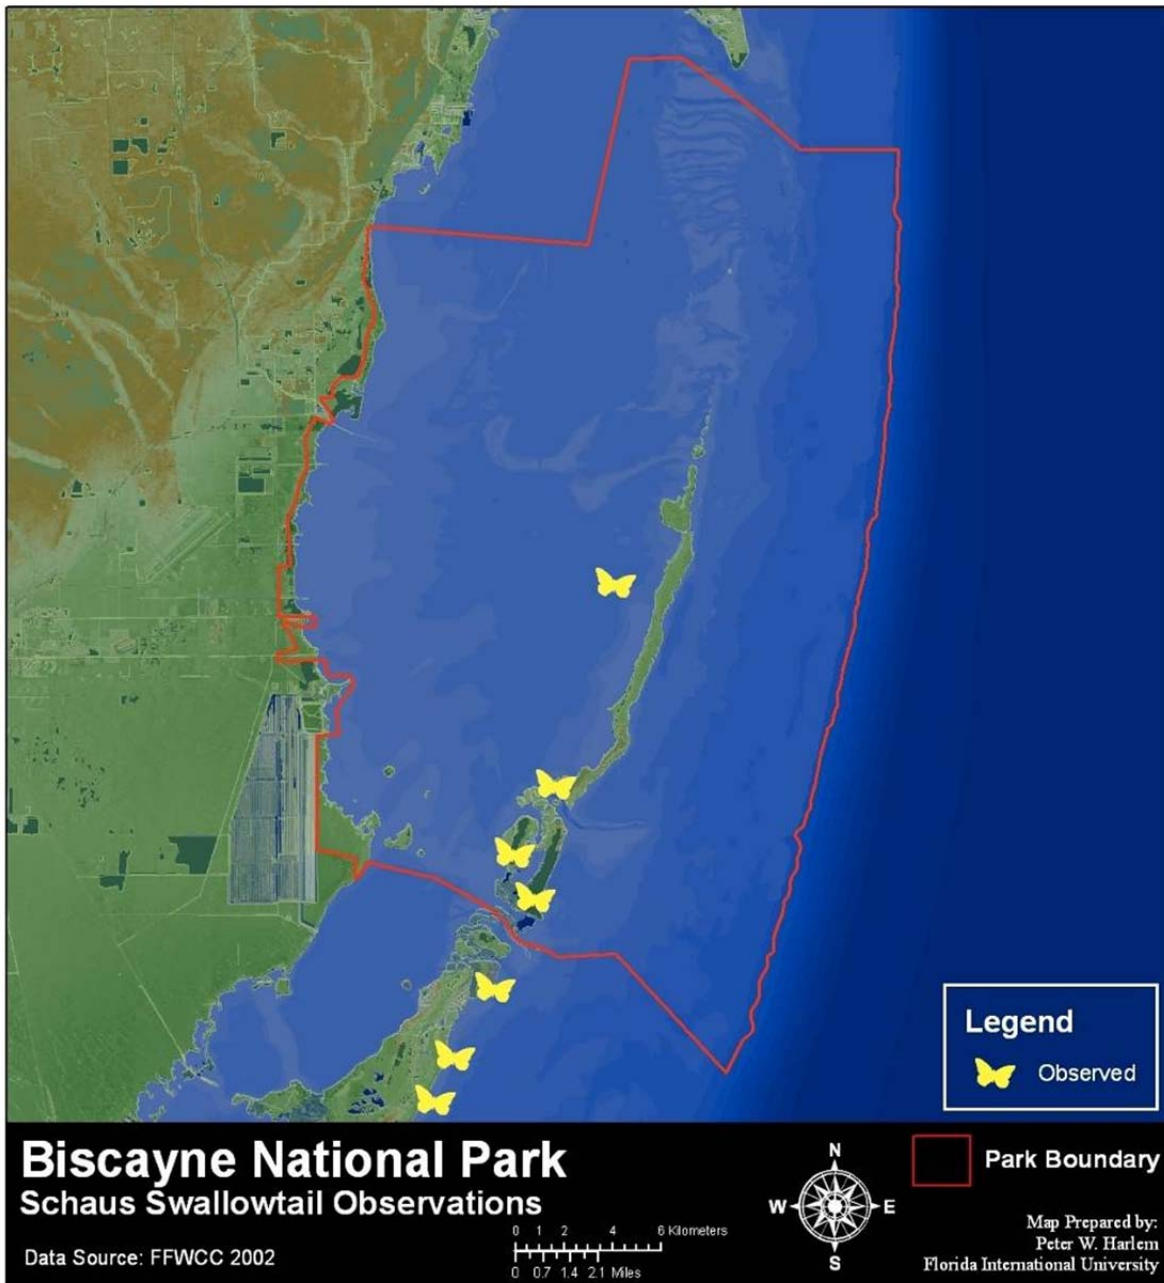 Legend
Observed
Biscayne National Park
Schaus Swallowtail Observations
Data Source: FFWCC 2002
0 1 2 4 6 Kilometers
0 0.7 1.4 2.1 Miles
N
W E
S
Park Boundary
Map Prepared by:
Peter W. Harlem
Florida International University